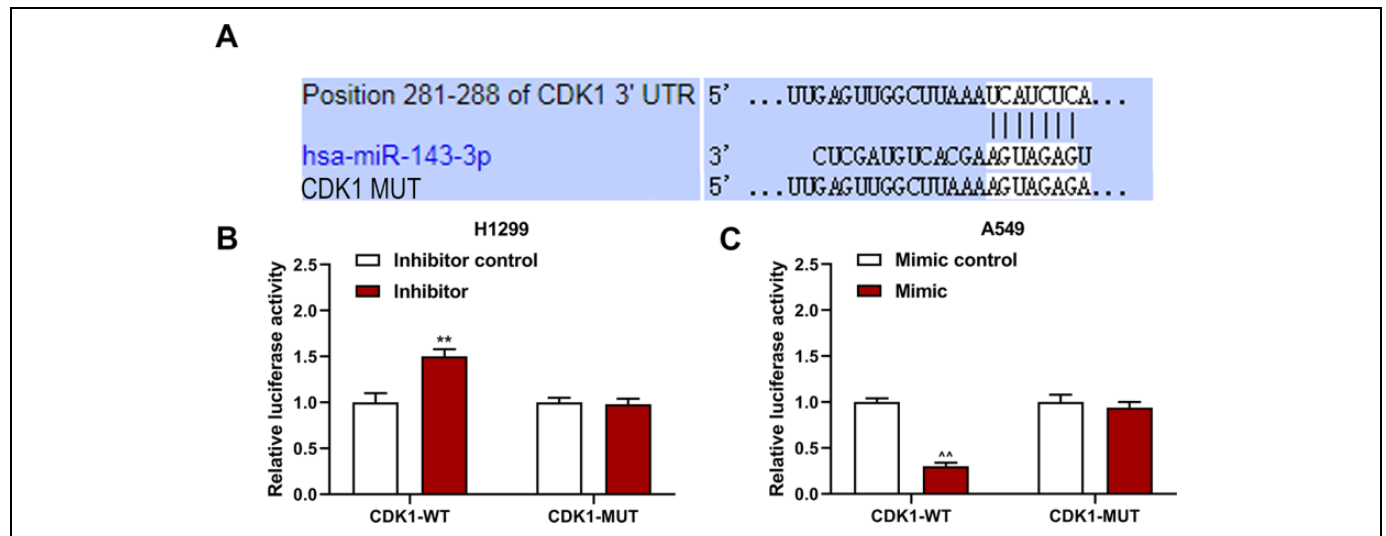 A
Position 281-288 of CDK1 3' UTR 5' ...UUGAGUUGGCUUAAAUCAUCUCA...
hsa-miR-143-3p 3' CUCGAUGUCACGAAGUAGAGU
CDK1 MUT 5' ...UUGAGUUGGCUUAAAAGUAGAGA...
B
H1299
Inhibitor control
Inhibitor
Relative luciferase activity
2.5
2.0
1.5
1.0
0.5
0.0
**
CDK1-WT CDK1-MUT
C
A549
Mimic control
Mimic
Relative luciferase activity
2.5
2.0
1.5
1.0
0.5
0.0
^^
CDK1-WT CDK1-MUT